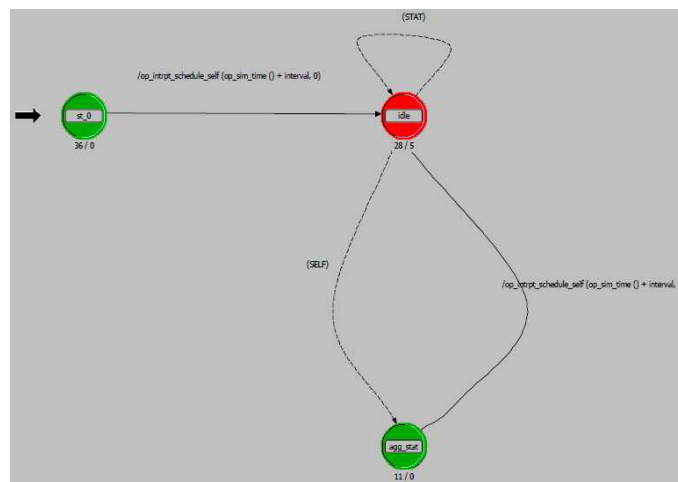 (STAT)
/op_intrpt_schedule_self (op_sim_time () + interval, 0)
st_0
idle
36 / 0
28 / 5
(SELF)
/op_intrpt_schedule_self (op_sim_time () + interval,
agg_stat
11 / 0